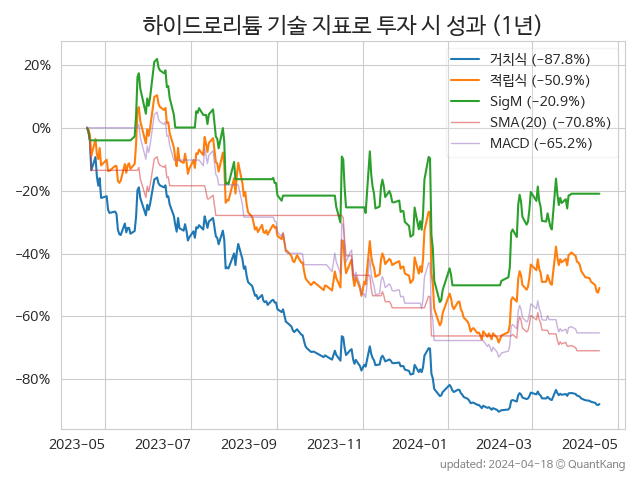 하이드로리튬 기술 지표로 투자 시 성과 (1년)
거치식 (−87.8%)
적립식 (−50.9%)
SigM (−20.9%)
SMA(20) (−70.8%)
MACD (−65.2%)
20%
0%
−20%
−40%
−60%
−80%
2023-05 2023-07 2023-09 2023-11 2024-01 2024-03 2024-05
updated: 2024-04-18 © QuantKang